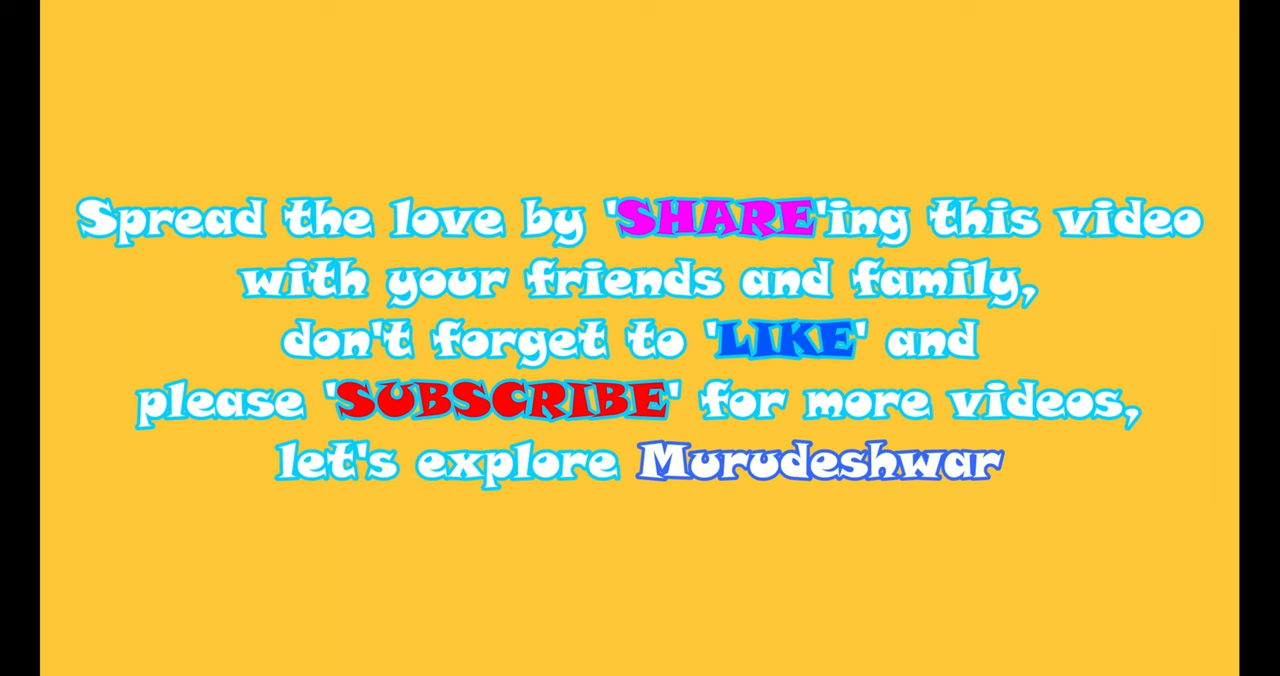 Spread the love by 'SHARE'ing this video
with your friends and family,
don't forget to 'LIKE' and
please 'SUBSCRIBE' for more videos,
let's explore Murudeshwar